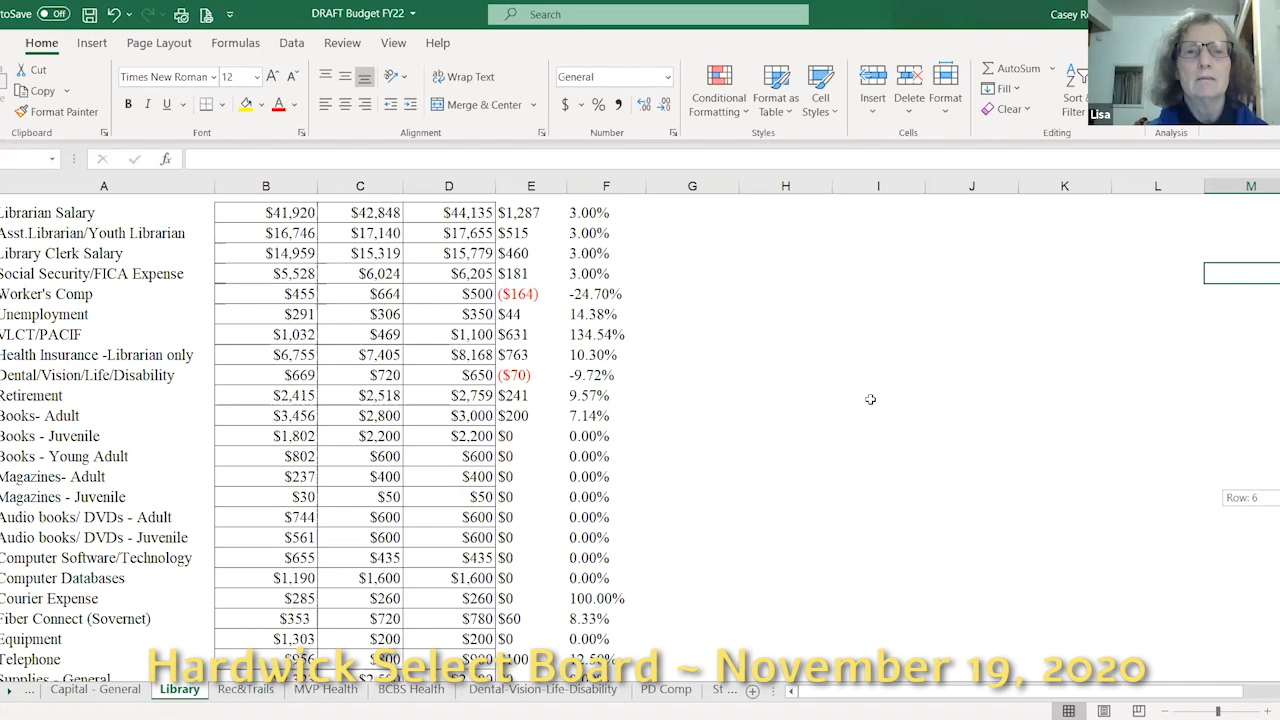 AutoSave Off DRAFT Budget FY22 Search Casey
Home Insert Page Layout Formulas Data Review View Help
Cut Times New Roman 12 Wrap Text General AutoSum
Copy Fill Sort &
Format Painter B I U Merge & Center $ % Conditional Formatting Format as Table Cell Styles Insert Delete Format Clear Filter Lisa
Clipboard Font Alignment Number Styles Cells Editing Analysis
fx
A B C D E F G H I J K L M
Librarian Salary $41,920 $42,848 $44,135 $1,287 3.00%
Asst.Librarian/Youth Librarian $16,746 $17,140 $17,655 $515 3.00%
Library Clerk Salary $14,959 $15,319 $15,779 $460 3.00%
Social Security/FICA Expense $5,528 $6,024 $6,205 $181 3.00%
Worker's Comp $455 $664 $500 ($164) -24.70%
Unemployment $291 $306 $350 $44 14.38%
VLCT/PACIF $1,032 $469 $1,100 $631 134.54%
Health Insurance -Librarian only $6,755 $7,405 $8,168 $763 10.30%
Dental/Vision/Life/Disability $669 $720 $650 ($70) -9.72%
Retirement $2,415 $2,518 $2,759 $241 9.57%
Books- Adult $3,456 $2,800 $3,000 $200 7.14%
Books - Juvenile $1,802 $2,200 $2,200 $0 0.00%
Books - Young Adult $802 $600 $600 $0 0.00%
Magazines- Adult $237 $400 $400 $0 0.00%
Magazines - Juvenile $30 $50 $50 $0 0.00% Row: 6
Audio books/ DVDs - Adult $744 $600 $600 $0 0.00%
Audio books/ DVDs - Juvenile $561 $600 $600 $0 0.00%
Computer Software/Technology $655 $435 $435 $0 0.00%
Computer Databases $1,190 $1,600 $1,600 $0 0.00%
Courier Expense $285 $260 $260 $0 100.00%
Fiber Connect (Sovernet) $353 $720 $780 $60 8.33%
Equipment $1,303 $200 $200 $0 0.00%
Telephone
Hardwick Select Board ~ November 19, 2020
Supplies - General
Capital - General Library Rec&Trails MVP Health BCBS Health Dental-Vision-Life-Disability PD Comp St ...